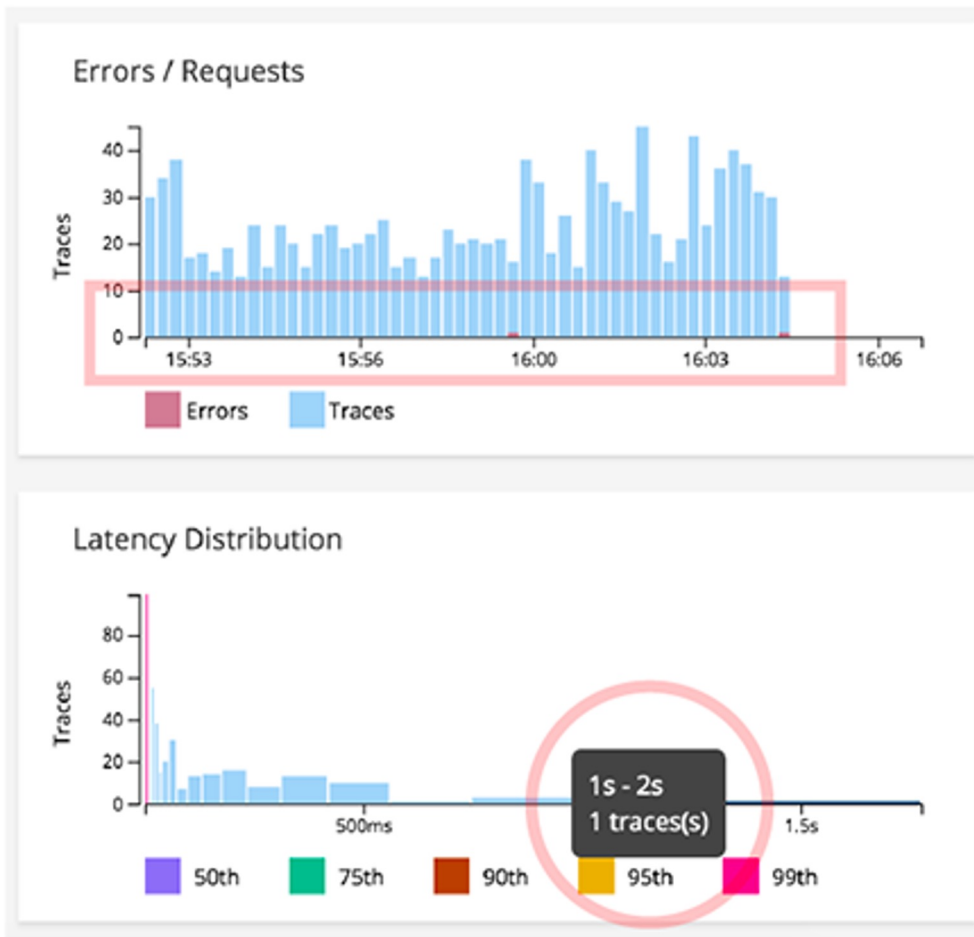 Errors / Requests
Traces
40
30
20
10
0
15:53 15:56 16:00 16:03 16:06
Errors Traces
Latency Distribution
Traces
80
60
40
20
0
1s - 2s
1 traces(s)
500ms 1.5s
50th 75th 90th 95th 99th